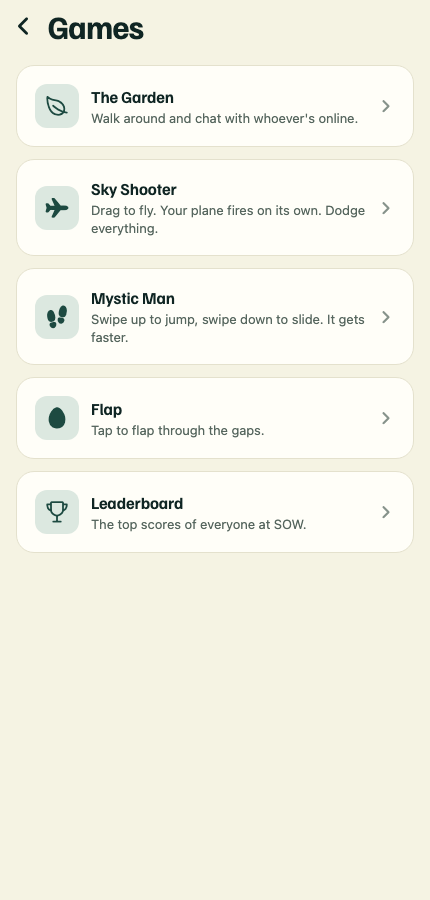 Games
The Garden
Walk around and chat with whoever's online.
Sky Shooter
Drag to fly. Your plane fires on its own. Dodge
everything.
Mystic Man
Swipe up to jump, swipe down to slide. It gets
faster.
Flap
Tap to flap through the gaps.
Leaderboard
The top scores of everyone at SOW.